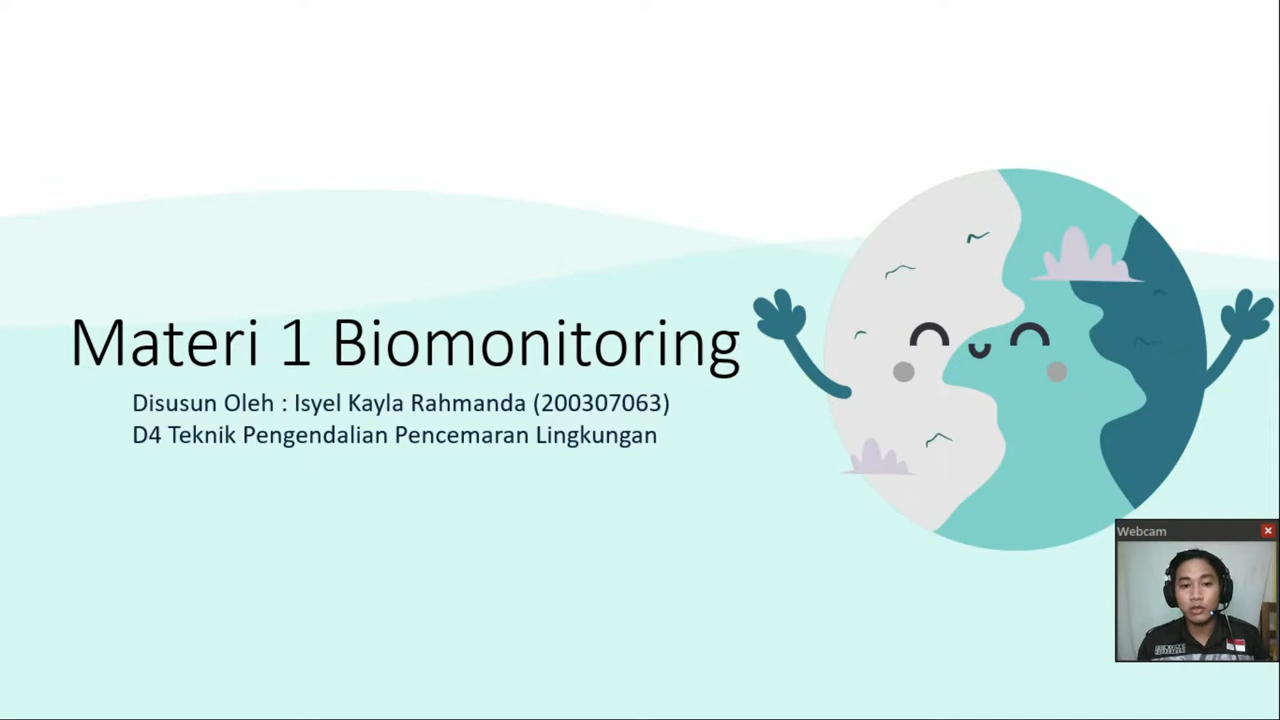 Materi 1 Biomonitoring
Disusun Oleh : Isyel Kayla Rahmanda (200307063)
D4 Teknik Pengendalian Pencemaran Lingkungan
Webcam